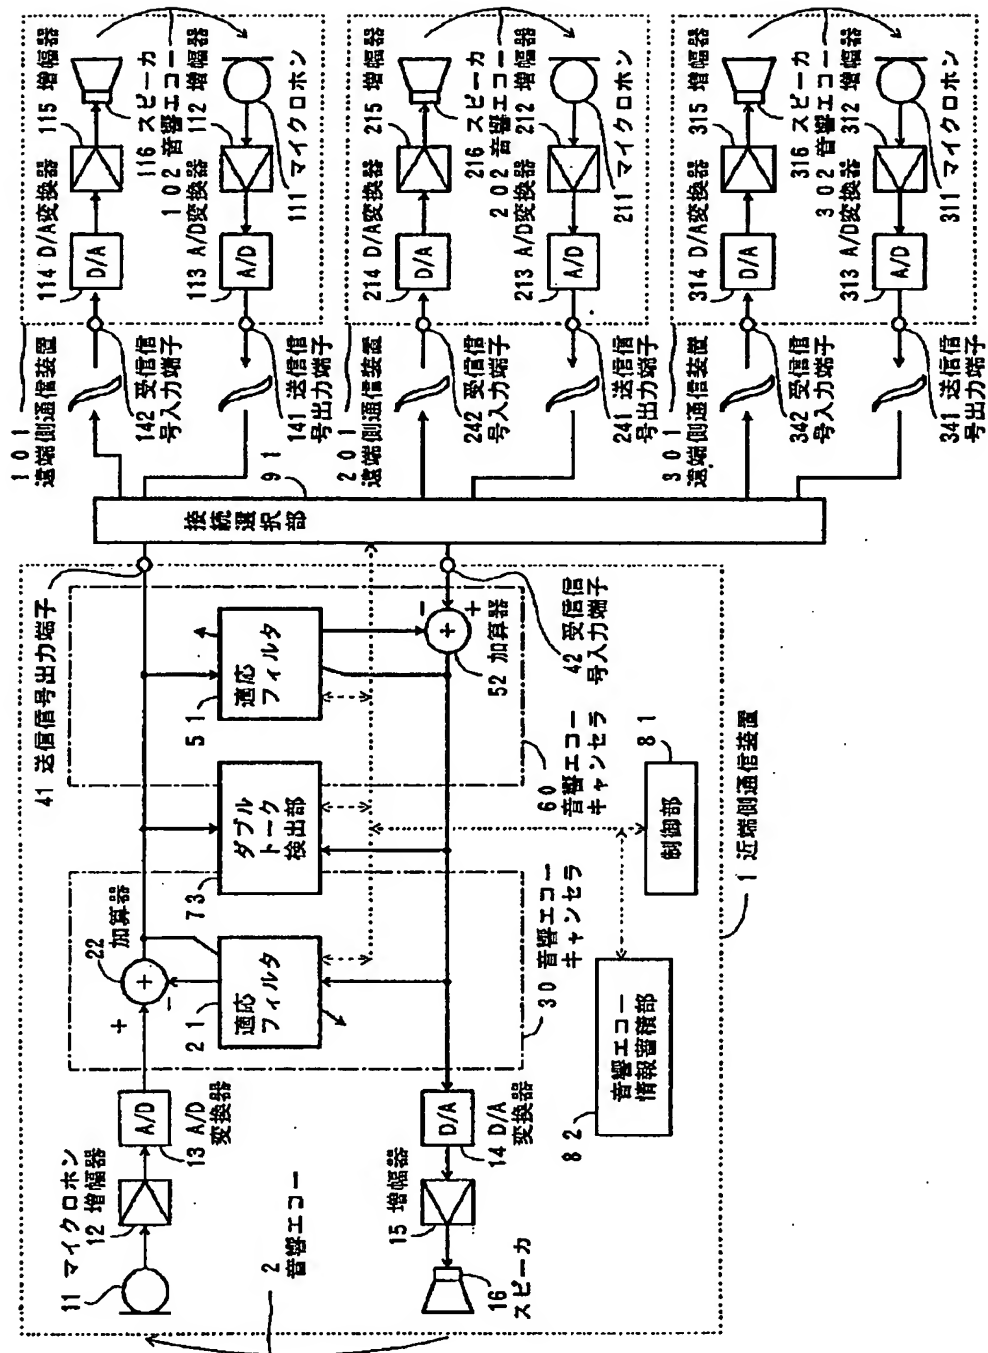 11 マイクロホン
12 増幅器
A/D
13 A/D
変換器
+
-
+
22
加算器
21
適応
フィルタ
73
ダブル
トーク
検出部
51
適応
フィルタ
41 送信信号出力端子
-
+
+
52 加算器
42 受信信
号入力端子
60
音響エコー
キャンセラ
30 音響エコー
キャンセラ
2
音響エコー
D/A
14 D/A
変換器
15 増幅器
16
スピーカ
82
音響エコー
情報蓄積部
81
制御部
1 近端側通信装置
接続選択部
91
101
遠端側通信装置
142 受信信
号入力端子
141 送信信
号出力端子
114 D/A変換器
D/A
115 増幅器
116 スピーカ
102 音響エコー
113 A/D変換器
A/D
112 増幅器
111 マイクロホン
201
遠端側通信装置
242 受信信
号入力端子
241 送信信
号出力端子
214 D/A変換器
D/A
215 増幅器
216 スピーカ
202 音響エコー
213 A/D変換器
A/D
212 増幅器
211 マイクロホン
301
遠端側通信装置
342 受信信
号入力端子
341 送信信
号出力端子
314 D/A変換器
D/A
315 増幅器
316 スピーカ
302 音響エコー
313 A/D変換器
A/D
312 増幅器
311 マイクロホン